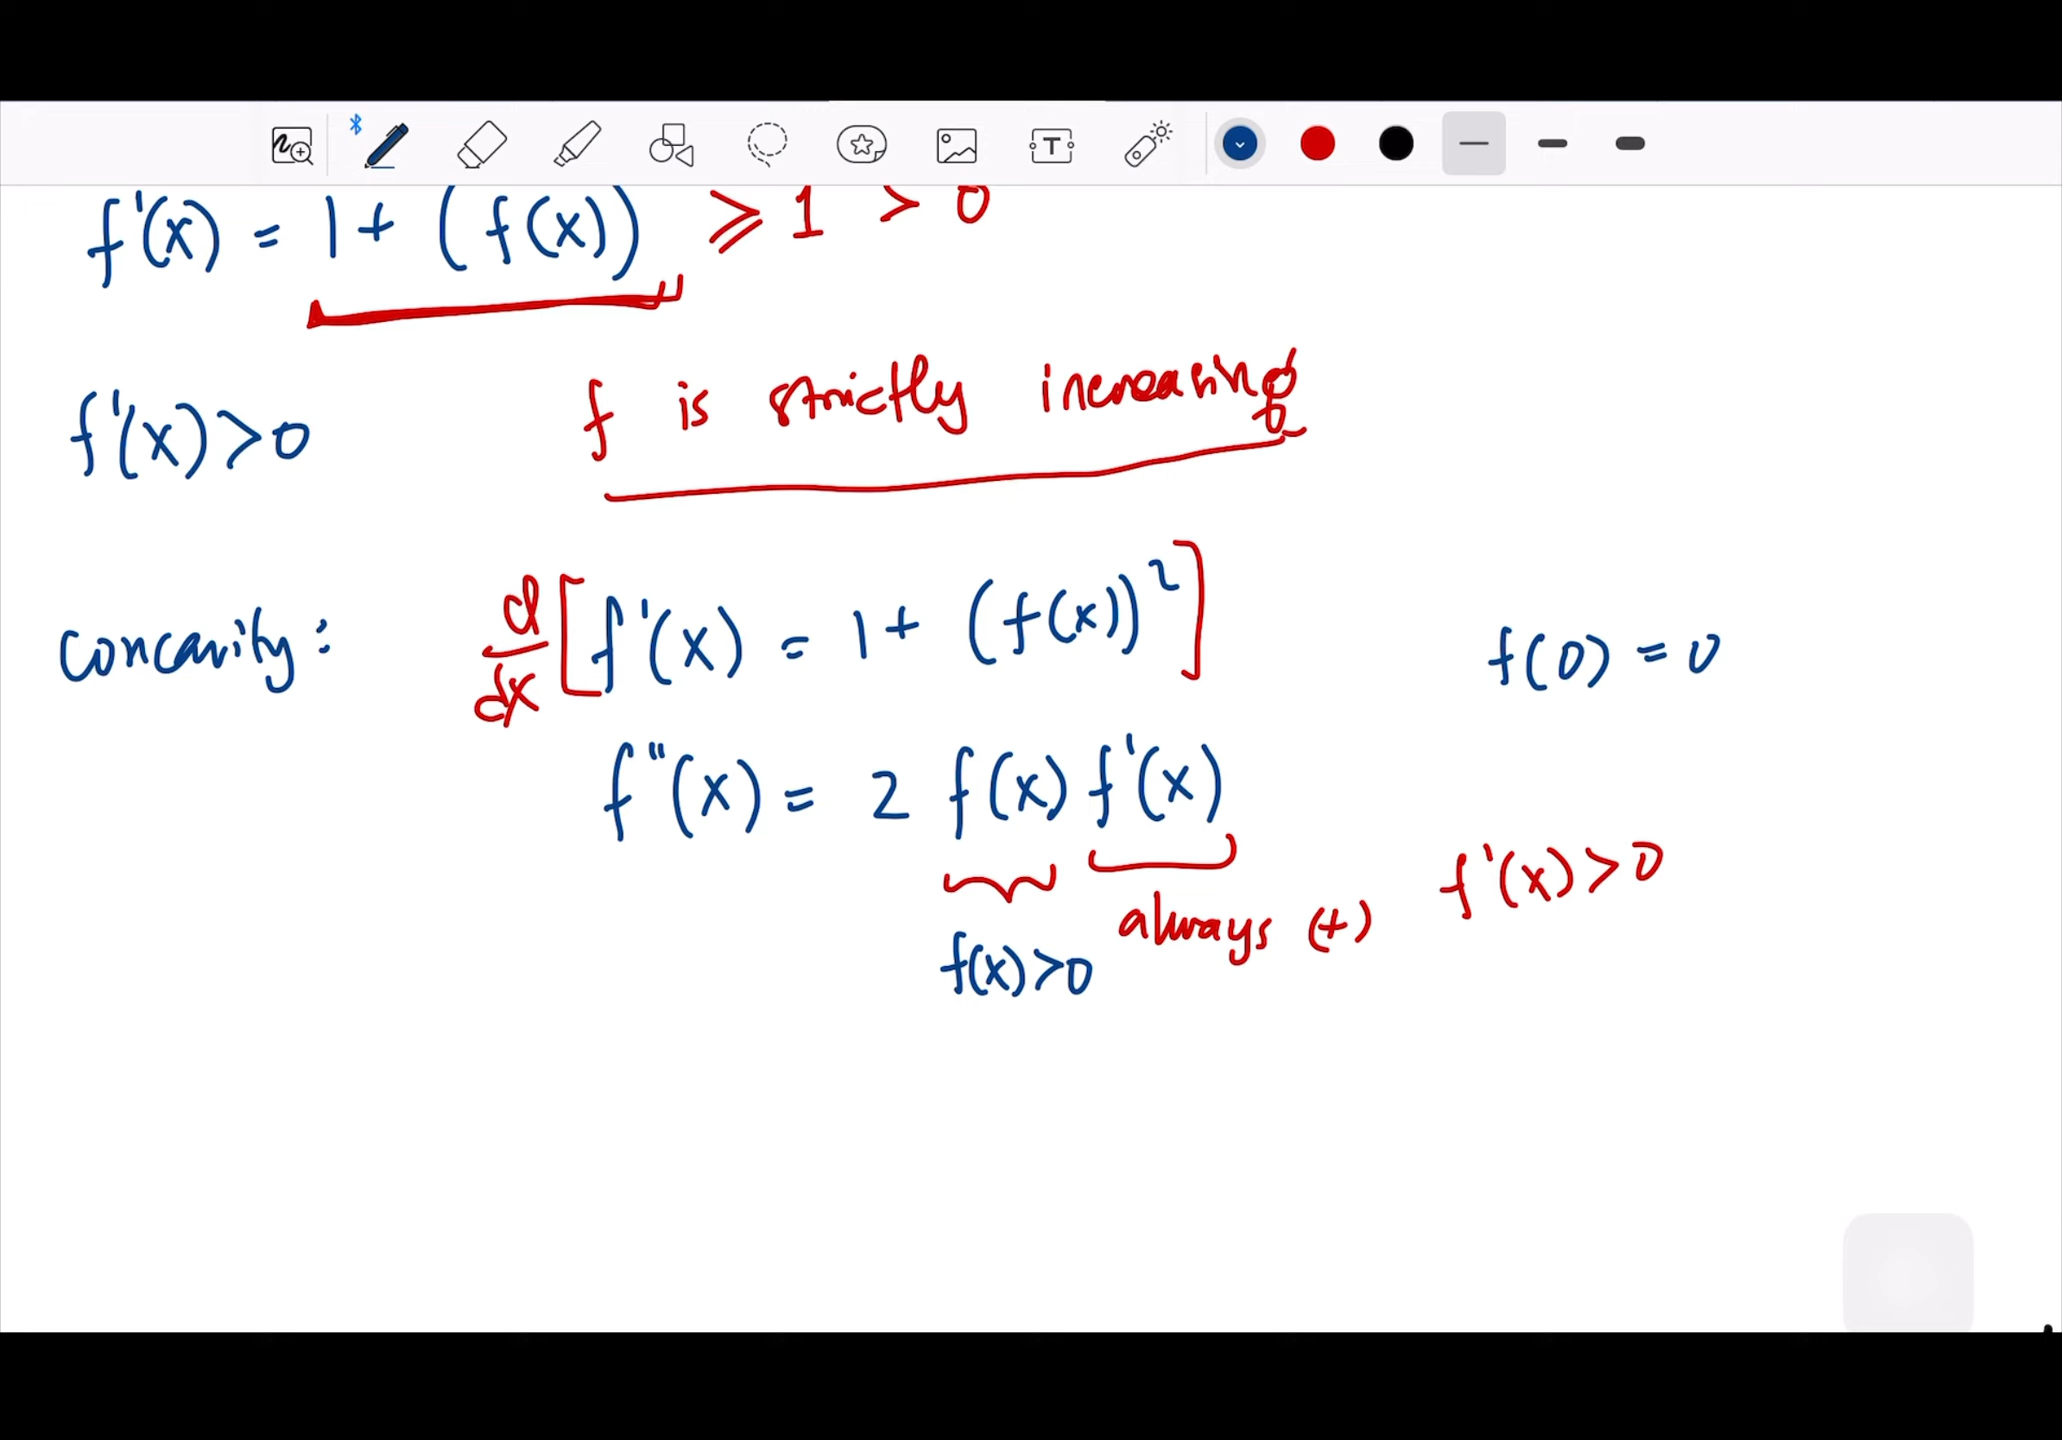 f'(x) = 1 + (f(x)) ⩾ 1 > 0
f'(x) > 0 f is strictly increasing
concavity: d/dx [f'(x) = 1 + (f(x))²] f(0) = 0
f''(x) = 2 f(x) f'(x)
always (+) f'(x) > 0
f(x) > 0